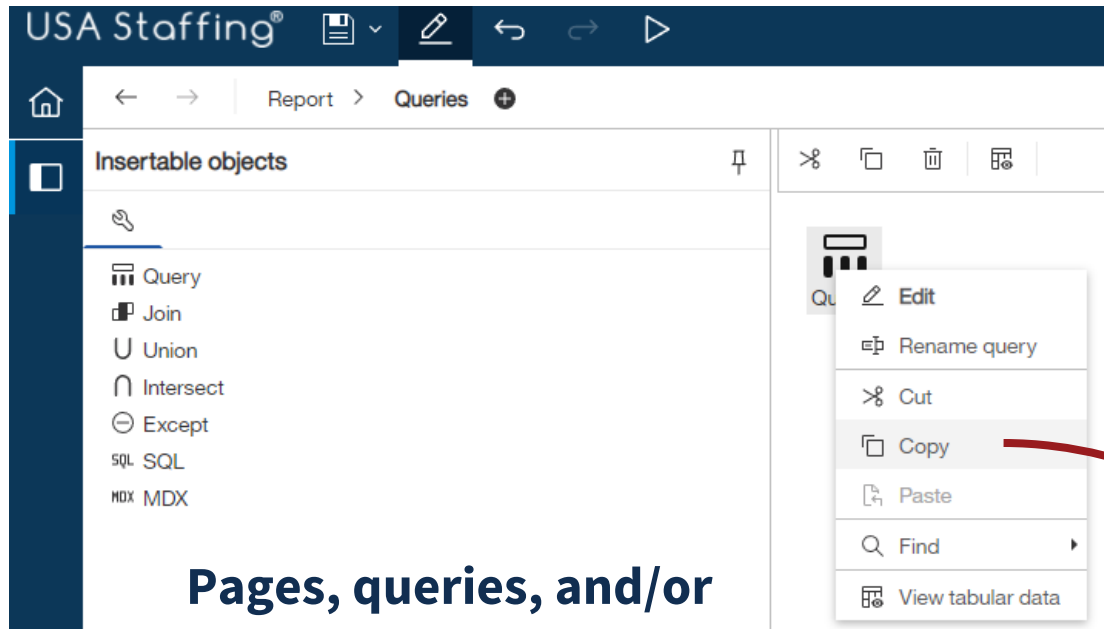 USA Staffing®
Report > Queries
Insertable objects
Query
Join
Union
Intersect
Except
SQL SQL
MDX MDX
Qu
Edit
Rename query
Cut
Copy
Paste
Find
View tabular data
Pages, queries, and/or